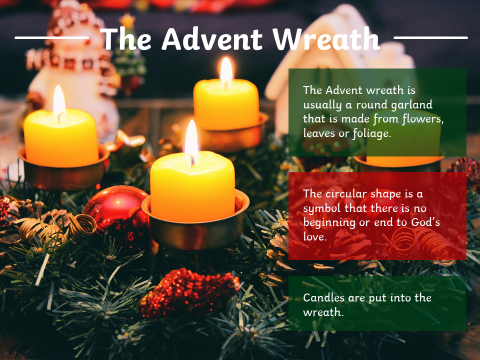 The Advent Wreath
The Advent wreath is
usually a round garland
that is made from flowers,
leaves or foliage.
The circular shape is a
symbol that there is no
beginning or end to God's
love.
Candles are put into the
wreath.